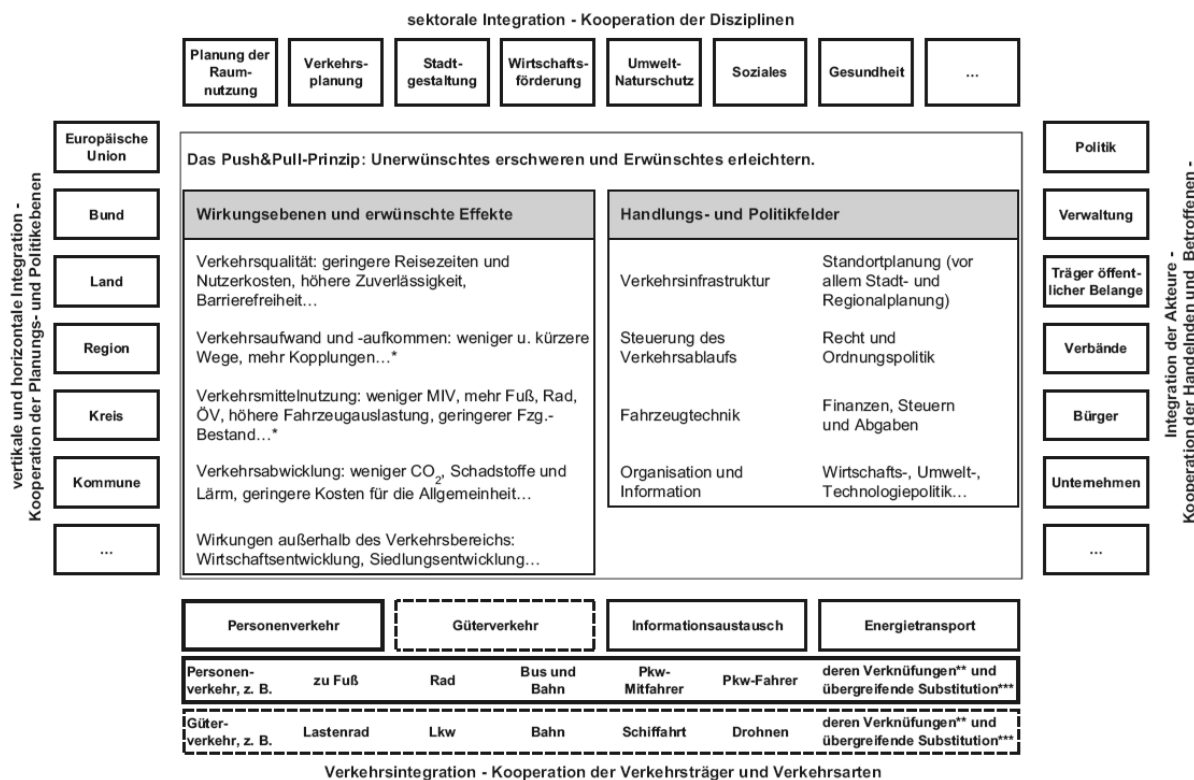 sektorale Integration - Kooperation der Disziplinen
Planung der
Raum-
nutzung
Verkehrs-
planung
Stadt-
gestaltung
Wirtschafts-
förderung
Umwelt-
Naturschutz
Soziales
Gesundheit
...
vertikale und horizontale Integration -
Kooperation der Planungs- und Politikebenen
Europäische
Union
Bund
Land
Region
Kreis
Kommune
...
Das Push&Pull-Prinzip: Unerwünschtes erschweren und Erwünschtes erleichtern.
Wirkungsebenen und erwünschte Effekte
Verkehrsqualität: geringere Reisezeiten und
Nutzerkosten, höhere Zuverlässigkeit,
Barrierefreiheit…
Verkehrsaufwand und -aufkommen: weniger u. kürzere
Wege, mehr Kopplungen…*
Verkehrsmittelnutzung: weniger MIV, mehr Fuß, Rad,
ÖV, höhere Fahrzeugauslastung, geringerer Fzg.-
Bestand…*
Verkehrsabwicklung: weniger CO2, Schadstoffe und
Lärm, geringere Kosten für die Allgemeinheit…
Wirkungen außerhalb des Verkehrsbereichs:
Wirtschaftsentwicklung, Siedlungsentwicklung…
Handlungs- und Politikfelder
Verkehrsinfrastruktur
Standortplanung (vor
allem Stadt- und
Regionalplanung)
Steuerung des
Verkehrsablaufs
Recht und
Ordnungspolitik
Fahrzeugtechnik
Finanzen, Steuern
und Abgaben
Organisation und
Information
Wirtschafts-, Umwelt-,
Technologiepolitik…
Politik
Verwaltung
Träger öffent-
licher Belange
Verbände
Bürger
Unternehmen
...
Integration der Akteure -
Kooperation der Handelnden und Betroffenen -
Personenverkehr
Güterverkehr
Informationsaustausch
Energietransport
Personen-
verkehr, z. B.
zu Fuß
Rad
Bus und
Bahn
Pkw-
Mitfahrer
Pkw-Fahrer
deren Verknüfungen** und
übergreifende Substitution***
Güter-
verkehr, z. B.
Lastenrad
Lkw
Bahn
Schiffahrt
Drohnen
deren Verknüfungen** und
übergreifende Substitution***
Verkehrsintegration - Kooperation der Verkehrsträger und Verkehrsarten